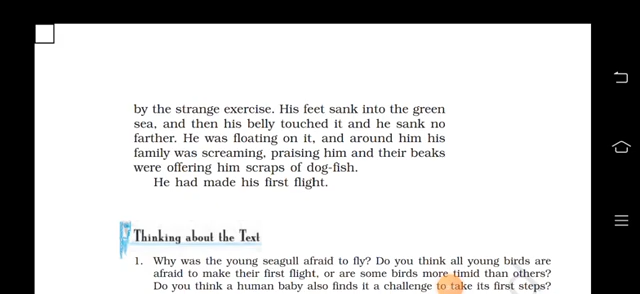 by the strange exercise. His feet sank into the green
sea, and then his belly touched it and he sank no
farther. He was floating on it, and around him his
family was screaming, praising him and their beaks
were offering him scraps of dog-fish.
He had made his first flight.
Thinking about the Text
1. Why was the young seagull afraid to fly? Do you think all young birds are
afraid to make their first flight, or are some birds more timid than others?
Do you think a human baby also finds it a challenge to take its first steps?